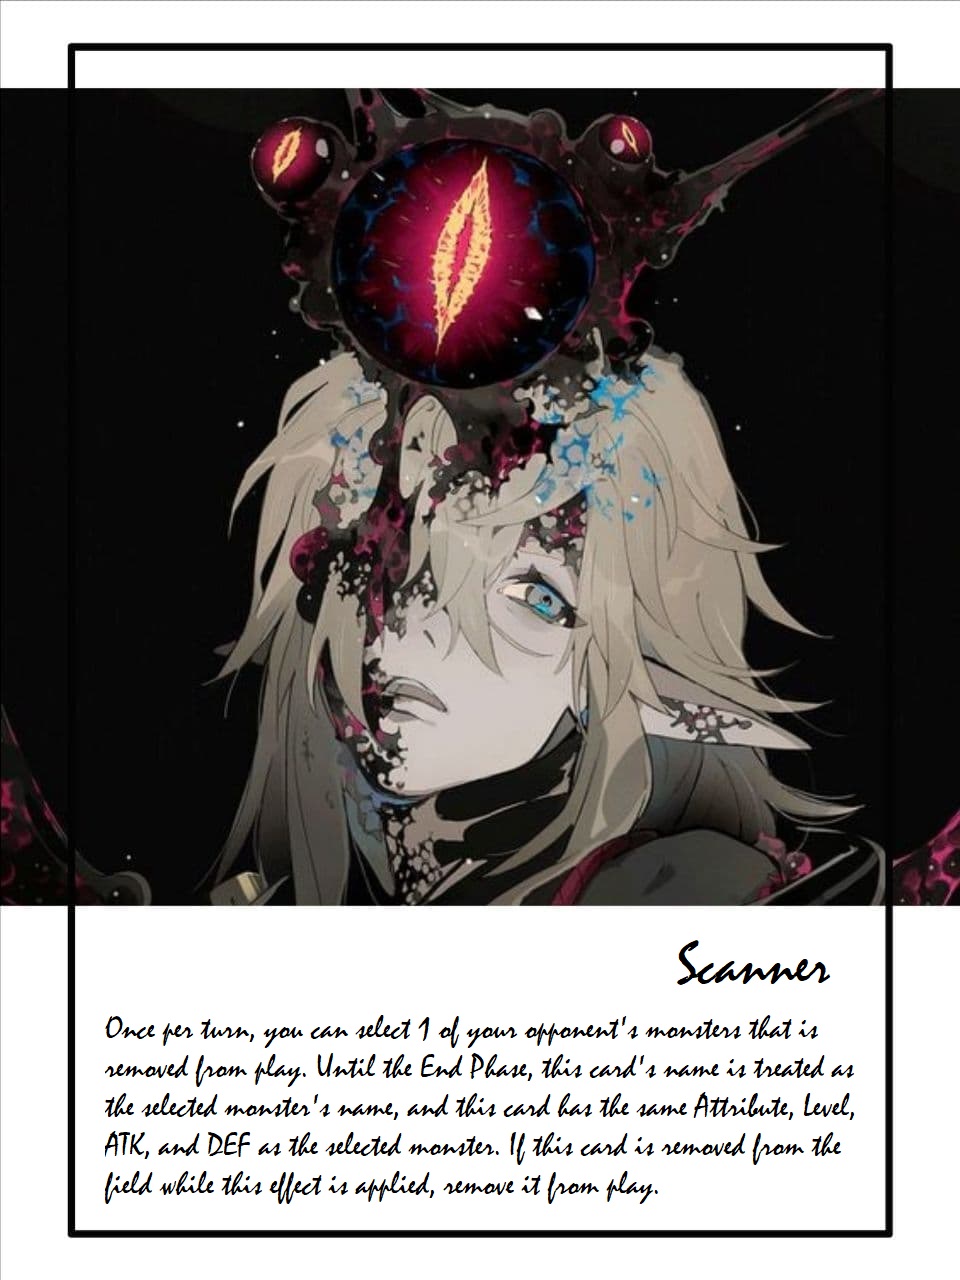 Scanner
Once per turn, you can select 1 of your opponent's monsters that is
removed from play. Until the End Phase, this card's name is treated as
the selected monster's name, and this card has the same Attribute, Level,
ATK, and DEF as the selected monster. If this card is removed from the
field while this effect is applied, remove it from play.